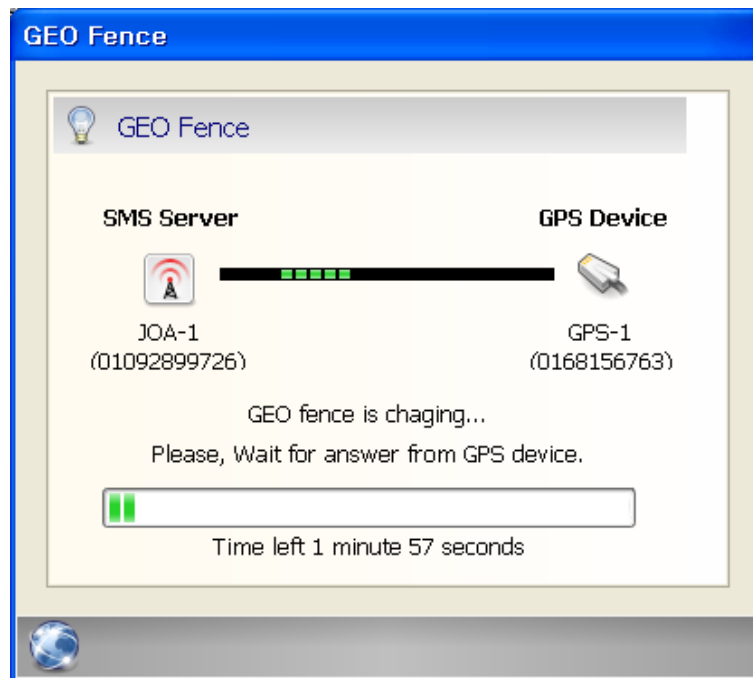 GEO Fence
GEO Fence
SMS Server GPS Device
JOA-1 GPS-1
(01092899726) (0168156763)
GEO fence is chaging...
Please, Wait for answer from GPS device.
Time left 1 minute 57 seconds